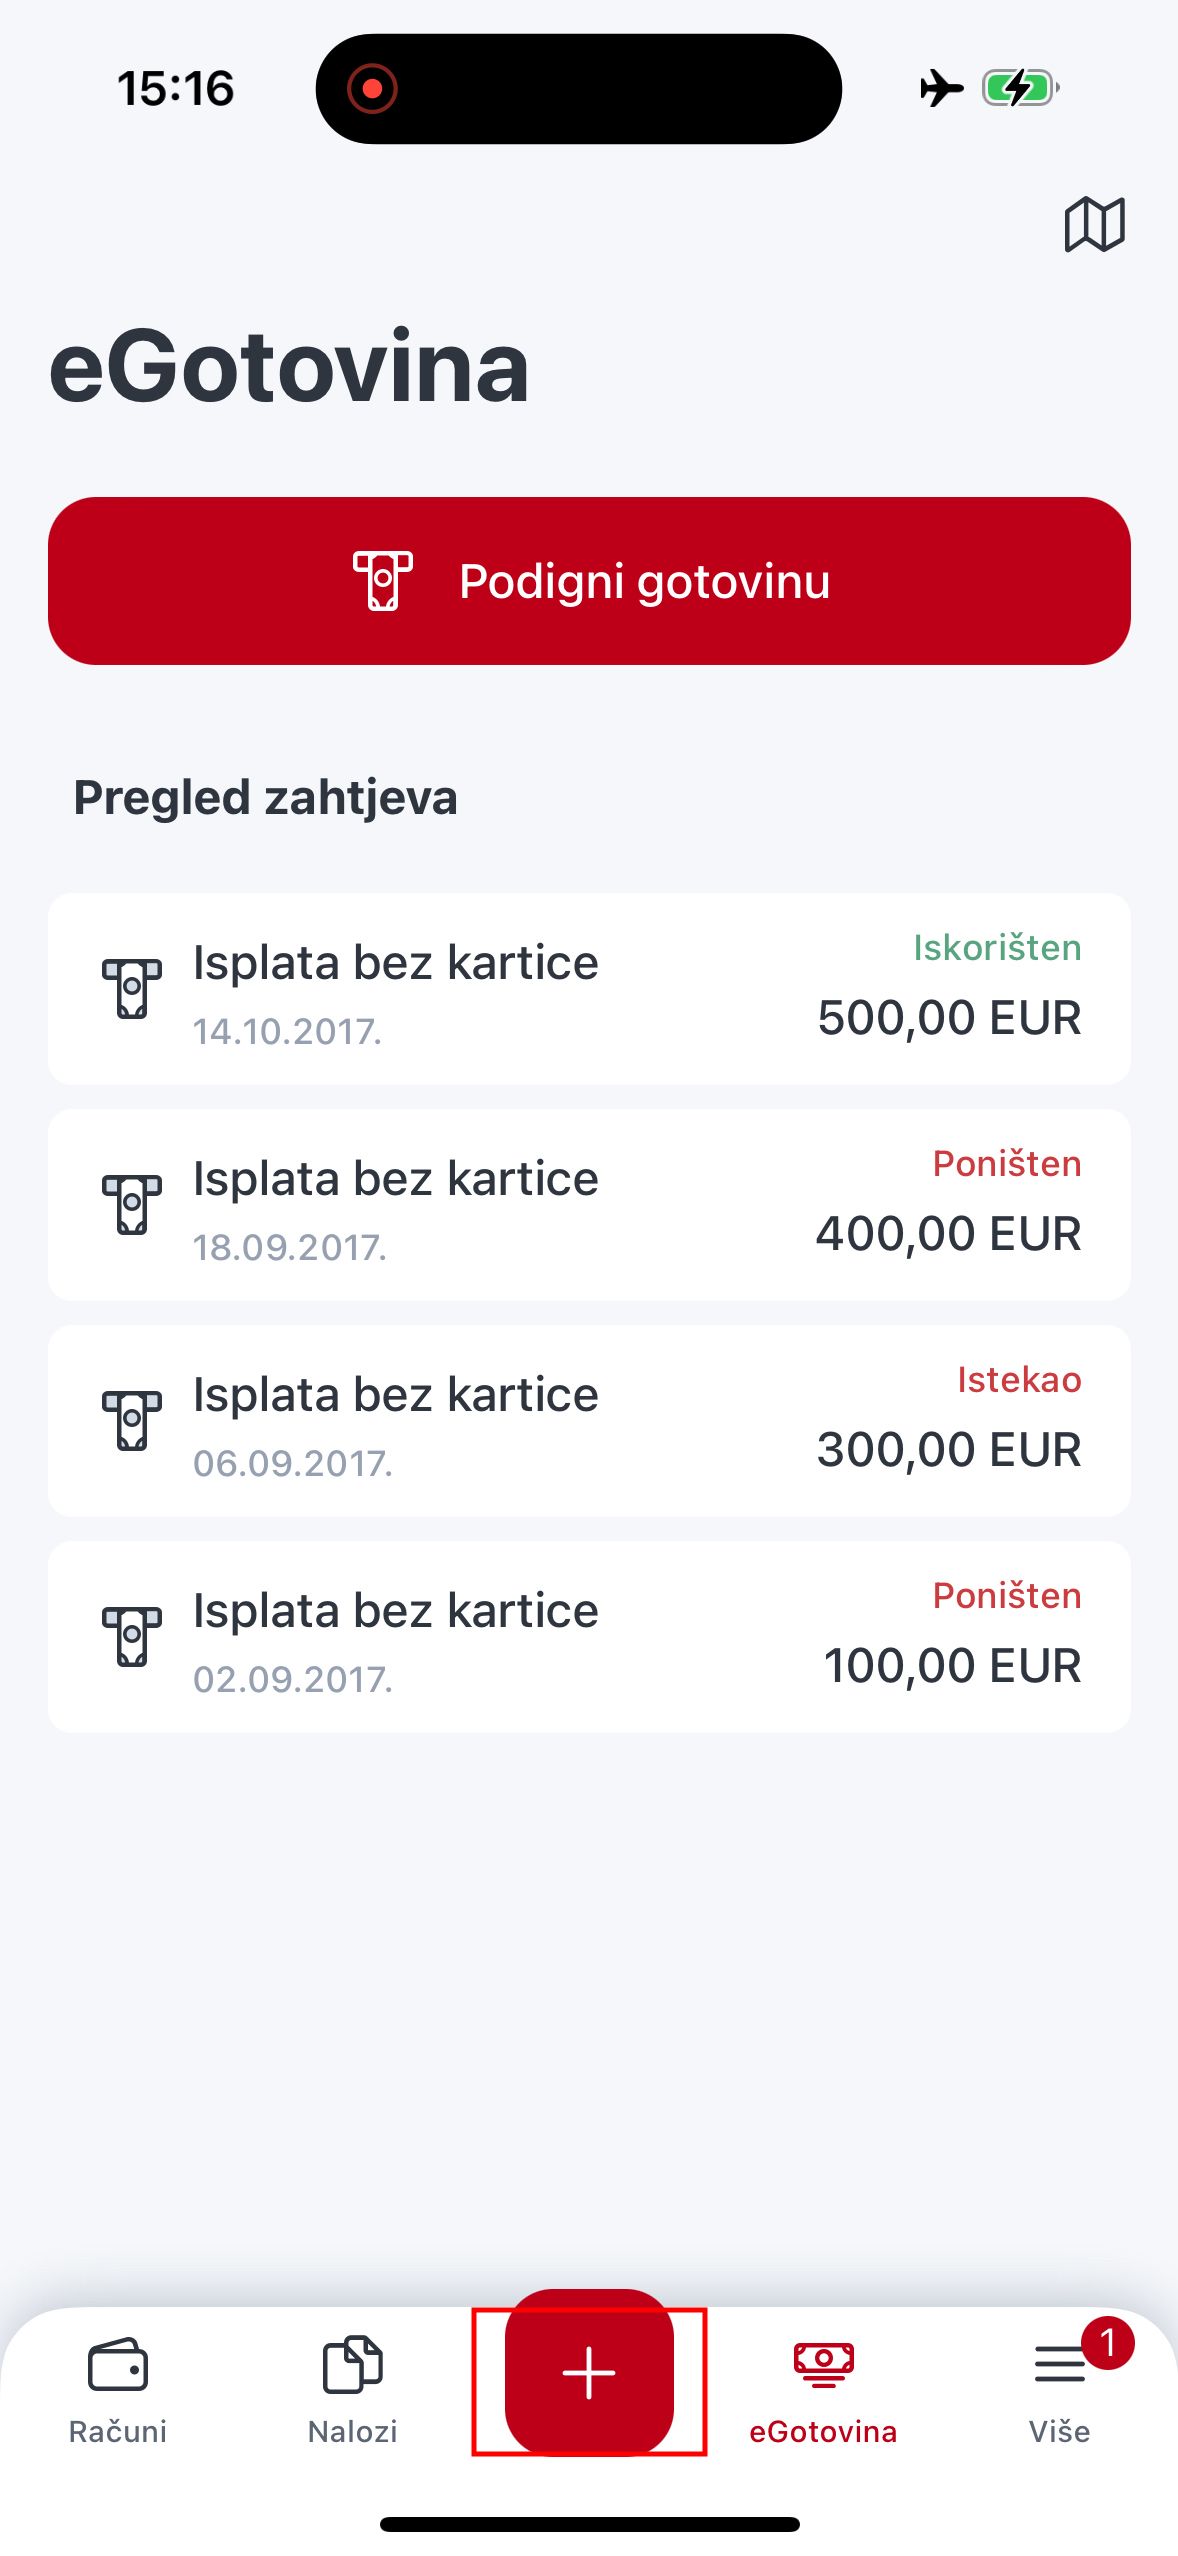 15:16
eGotovina
Podigni gotovinu
Pregled zahtjeva
Isplata bez kartice
Iskorišten
14.10.2017.
500,00 EUR
Isplata bez kartice
Poništen
18.09.2017.
400,00 EUR
Isplata bez kartice
Istekao
06.09.2017.
300,00 EUR
Isplata bez kartice
Poništen
02.09.2017.
100,00 EUR
1
Računi
Nalozi
eGotovina
Više